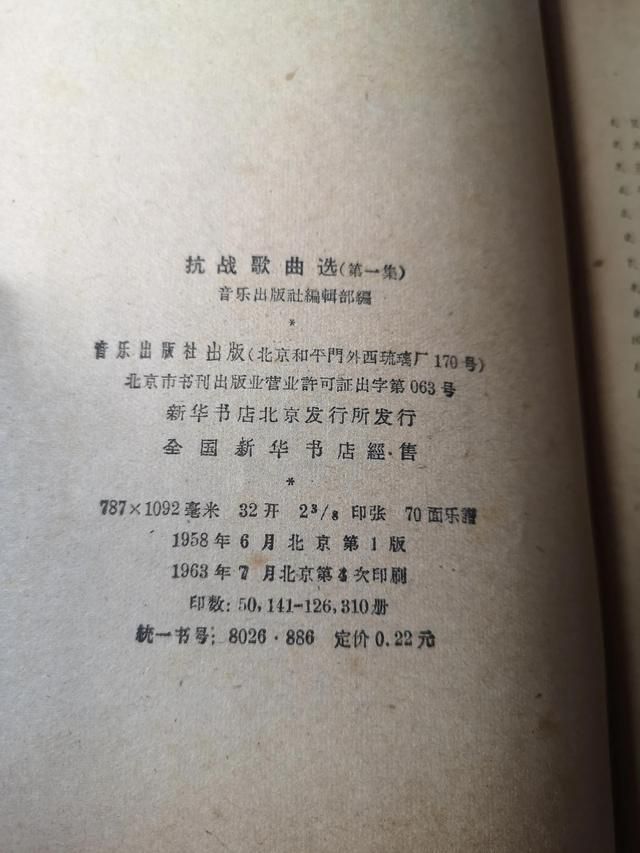 抗战歌曲选(第一集)
音乐出版社編輯部編
*
音乐出版社出版(北京和平門外西琉璃厂170号)
北京市书刊出版业营业許可証出字第063号
新华书店北京发行所发行
全国新华书店經售
*
787×1092毫米 32开 2³/₈印张 70面乐譜
1958年6月北京第1版
1963年7月北京第4次印刷
印数:50,141-126,310册
統一书号:8026·886 定价0.22元